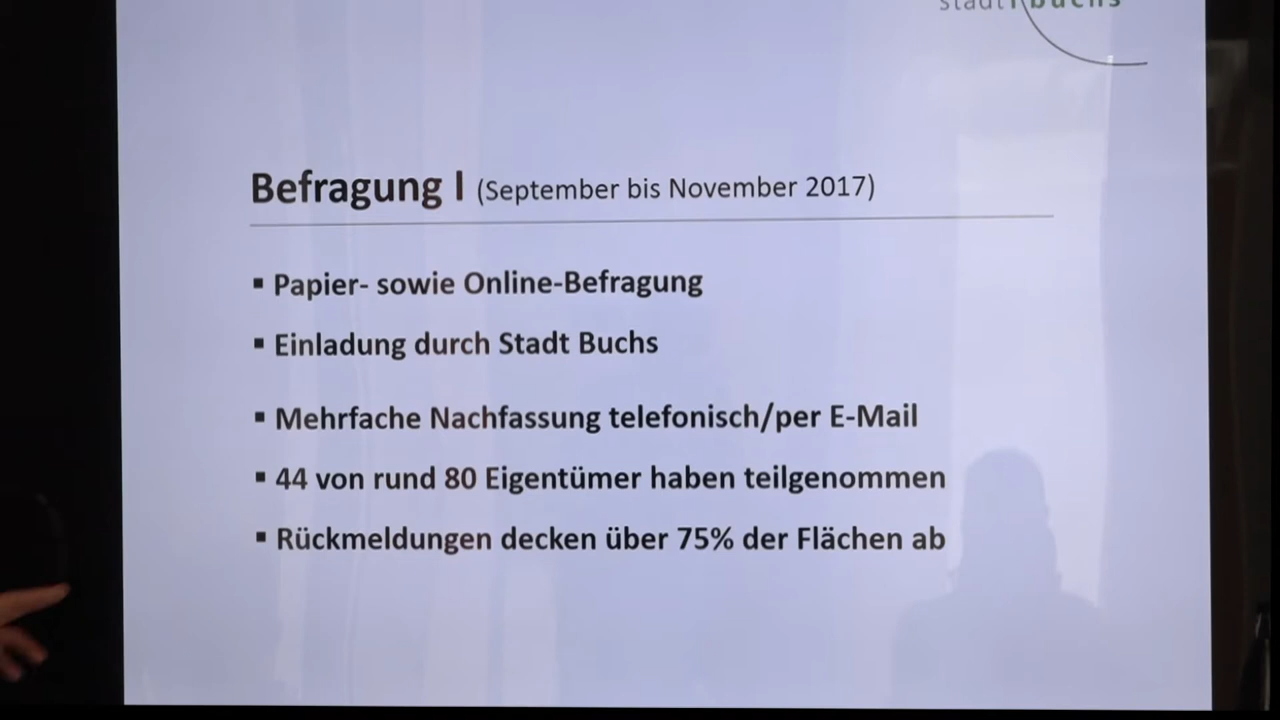 stadt buchs
Befragung I (September bis November 2017)
▪ Papier- sowie Online-Befragung
▪ Einladung durch Stadt Buchs
▪ Mehrfache Nachfassung telefonisch/per E-Mail
▪ 44 von rund 80 Eigentümer haben teilgenommen
▪ Rückmeldungen decken über 75% der Flächen ab